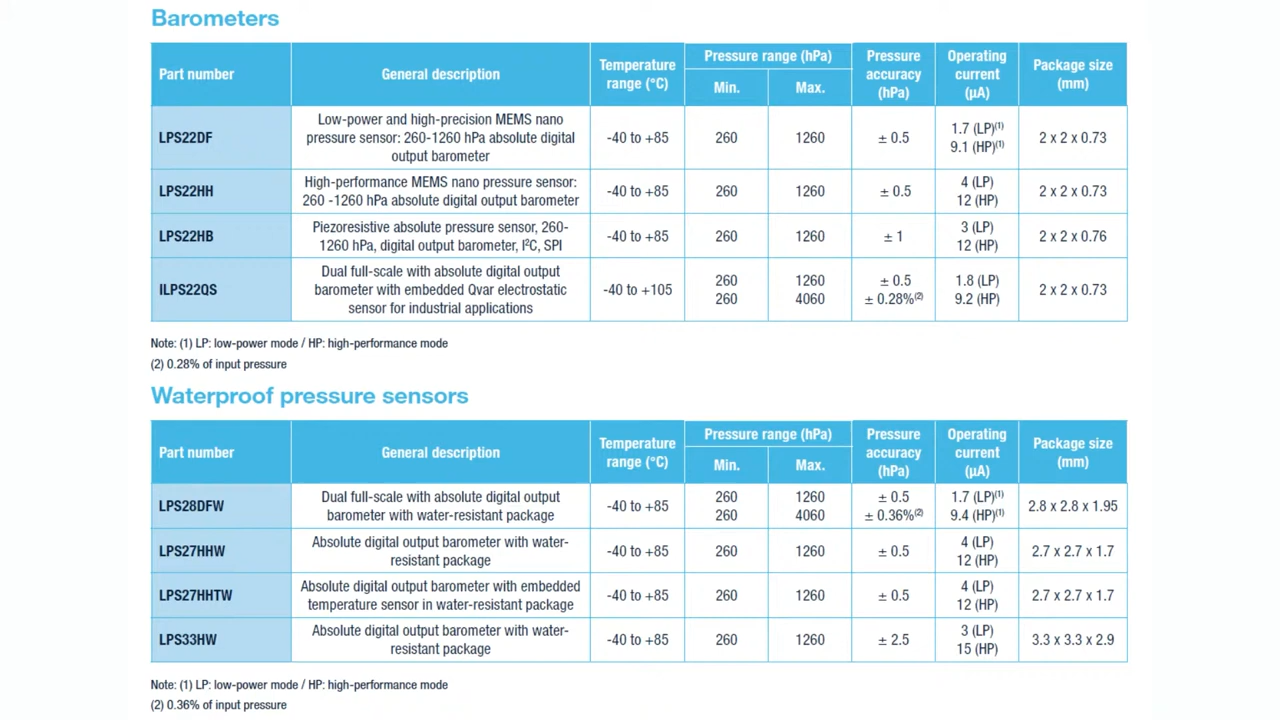 Barometers
Part number
General description
Temperature
range (°C)
Pressure range (hPa)
Min.
Max.
Pressure
accuracy
(hPa)
Operating
current
(µA)
Package size
(mm)
LPS22DF
Low-power and high-precision MEMS nano
pressure sensor: 260-1260 hPa absolute digital
output barometer
-40 to +85
260
1260
± 0.5
1.7 (LP)⁽¹⁾
9.1 (HP)⁽¹⁾
2 x 2 x 0.73
LPS22HH
High-performance MEMS nano pressure sensor:
260 -1260 hPa absolute digital output barometer
-40 to +85
260
1260
± 0.5
4 (LP)
12 (HP)
2 x 2 x 0.73
LPS22HB
Piezoresistive absolute pressure sensor, 260-
1260 hPa, digital output barometer, I²C, SPI
-40 to +85
260
1260
± 1
3 (LP)
12 (HP)
2 x 2 x 0.76
ILPS22QS
Dual full-scale with absolute digital output
barometer with embedded Qvar electrostatic
sensor for industrial applications
-40 to +105
260
260
1260
4060
± 0.5
± 0.28%⁽²⁾
1.8 (LP)
9.2 (HP)
2 x 2 x 0.73
Note: (1) LP: low-power mode / HP: high-performance mode
(2) 0.28% of input pressure
Waterproof pressure sensors
Part number
General description
Temperature
range (°C)
Pressure range (hPa)
Min.
Max.
Pressure
accuracy
(hPa)
Operating
current
(µA)
Package size
(mm)
LPS28DFW
Dual full-scale with absolute digital output
barometer with water-resistant package
-40 to +85
260
260
1260
4060
± 0.5
± 0.36%⁽²⁾
1.7 (LP)⁽¹⁾
9.4 (HP)⁽¹⁾
2.8 x 2.8 x 1.95
LPS27HHW
Absolute digital output barometer with water-
resistant package
-40 to +85
260
1260
± 0.5
4 (LP)
12 (HP)
2.7 x 2.7 x 1.7
LPS27HHTW
Absolute digital output barometer with embedded
temperature sensor in water-resistant package
-40 to +85
260
1260
± 0.5
4 (LP)
12 (HP)
2.7 x 2.7 x 1.7
LPS33HW
Absolute digital output barometer with water-
resistant package
-40 to +85
260
1260
± 2.5
3 (LP)
15 (HP)
3.3 x 3.3 x 2.9
Note: (1) LP: low-power mode / HP: high-performance mode
(2) 0.36% of input pressure